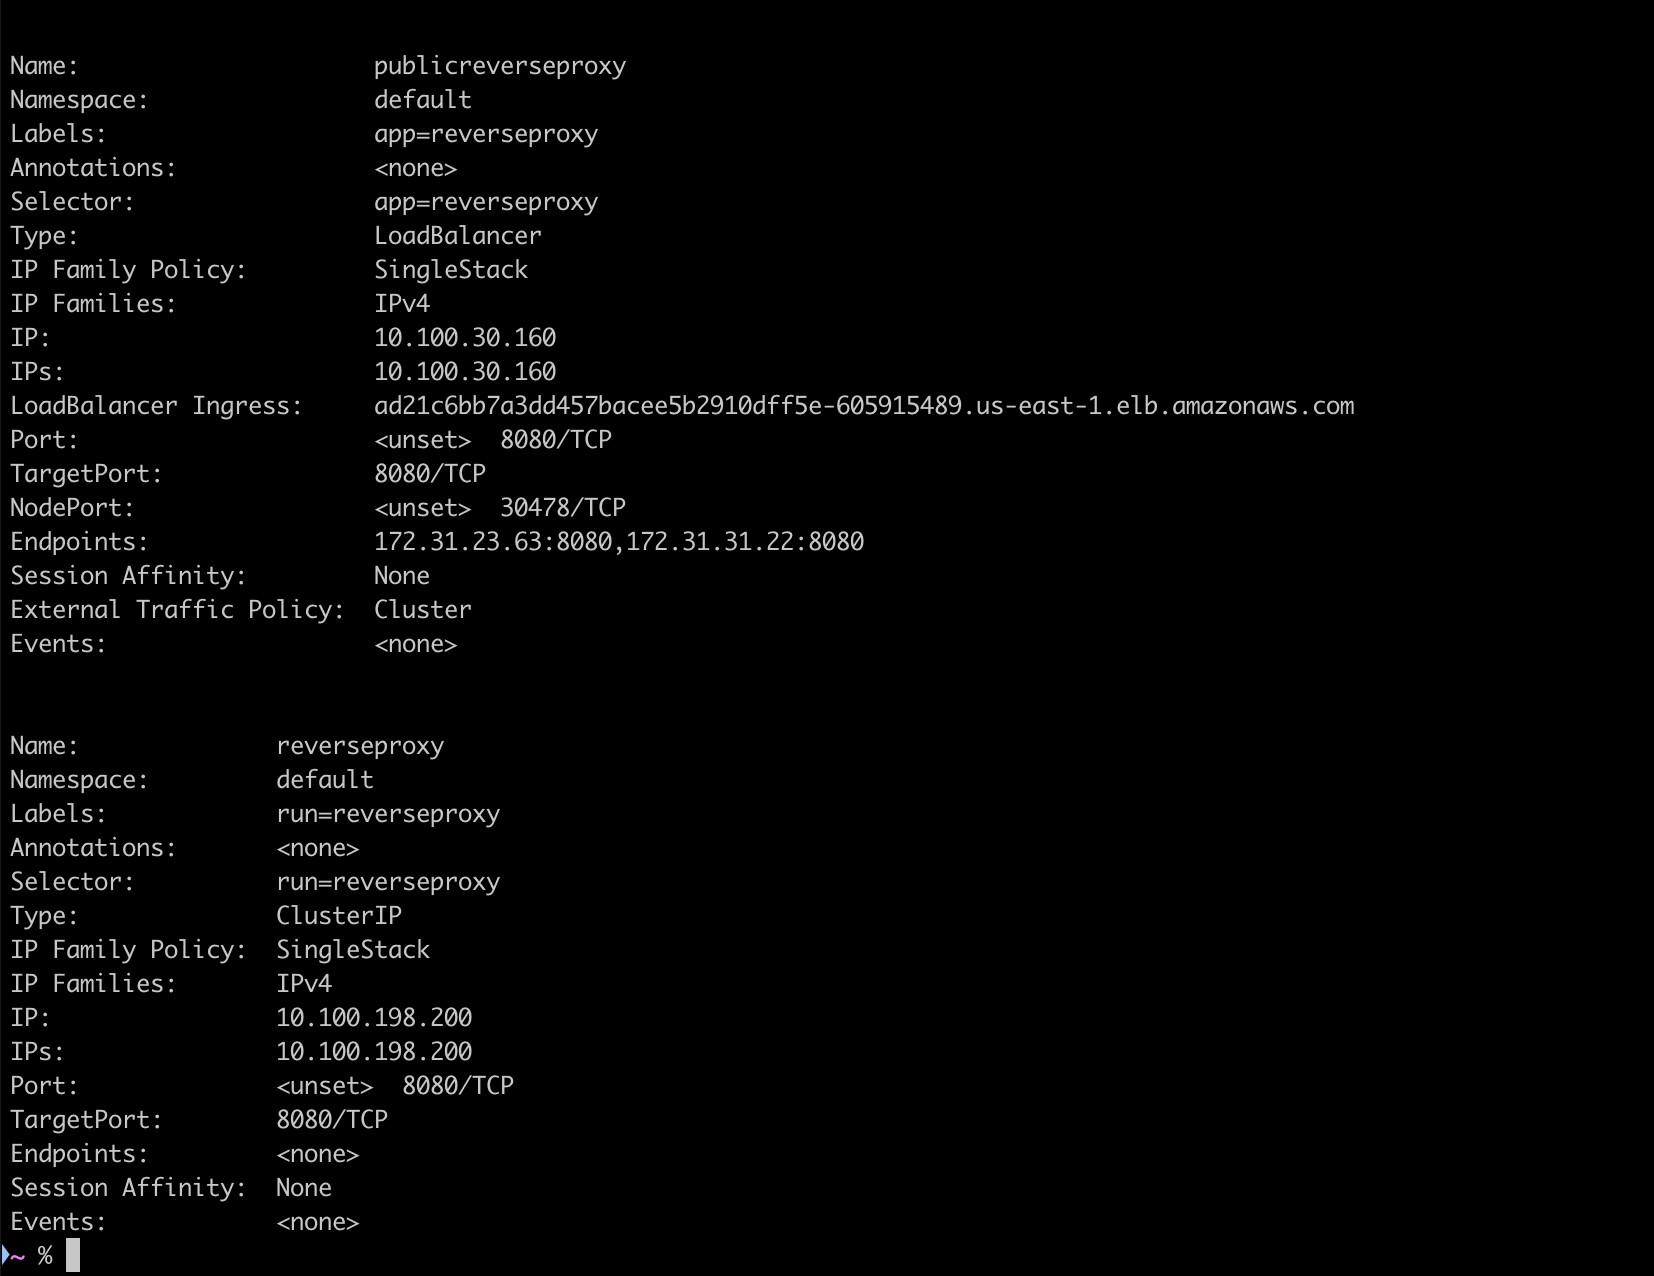 Name:                     publicreverseproxy
Namespace:                default
Labels:                   app=reverseproxy
Annotations:              <none>
Selector:                 app=reverseproxy
Type:                     LoadBalancer
IP Family Policy:         SingleStack
IP Families:              IPv4
IP:                       10.100.30.160
IPs:                      10.100.30.160
LoadBalancer Ingress:     ad21c6bb7a3dd457bacee5b2910dff5e-605915489.us-east-1.elb.amazonaws.com
Port:                     <unset>  8080/TCP
TargetPort:               8080/TCP
NodePort:                 <unset>  30478/TCP
Endpoints:                172.31.23.63:8080,172.31.31.22:8080
Session Affinity:         None
External Traffic Policy:  Cluster
Events:                   <none>
Name:              reverseproxy
Namespace:         default
Labels:            run=reverseproxy
Annotations:       <none>
Selector:          run=reverseproxy
Type:              ClusterIP
IP Family Policy:  SingleStack
IP Families:       IPv4
IP:                10.100.198.200
IPs:               10.100.198.200
Port:              <unset>  8080/TCP
TargetPort:        8080/TCP
Endpoints:         <none>
Session Affinity:  None
Events:            <none>
~ %